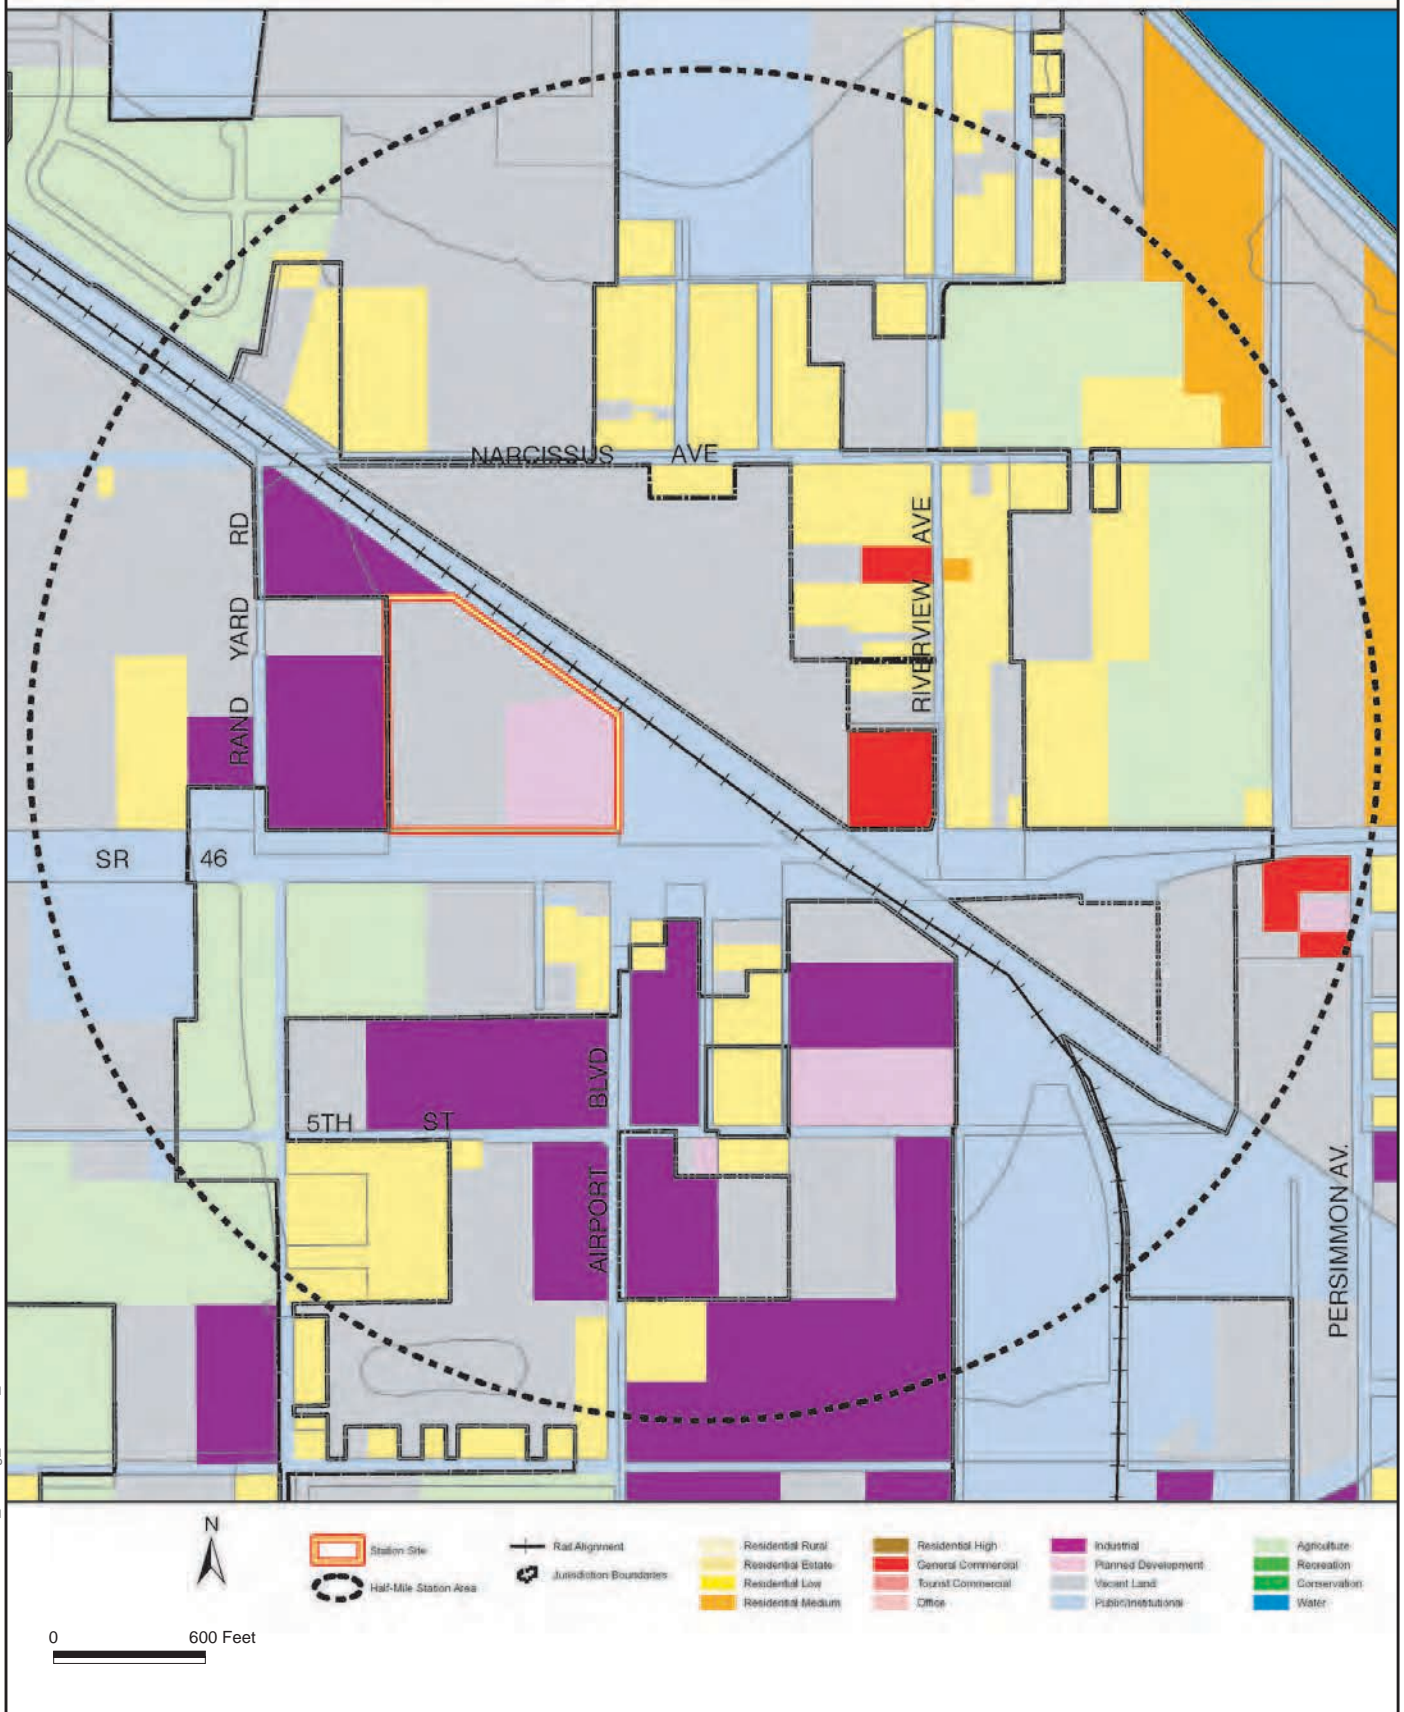 NARCISSUS AVE
RAND YARD RD
RIVERVIEW AVE
SR 46
5TH ST
AIRPORT BLVD
PERSIMMON AV.
N
Station Site
Half-Mile Station Area
Rail Alignment
Jurisdiction Boundaries
Residential Rural
Residential Estate
Residential Low
Residential Medium
Residential High
General Commercial
Tourist Commercial
Office
Industrial
Planned Development
Vacant Land
Public/Institutional
Agriculture
Recreation
Conservation
Water
0 600 Feet